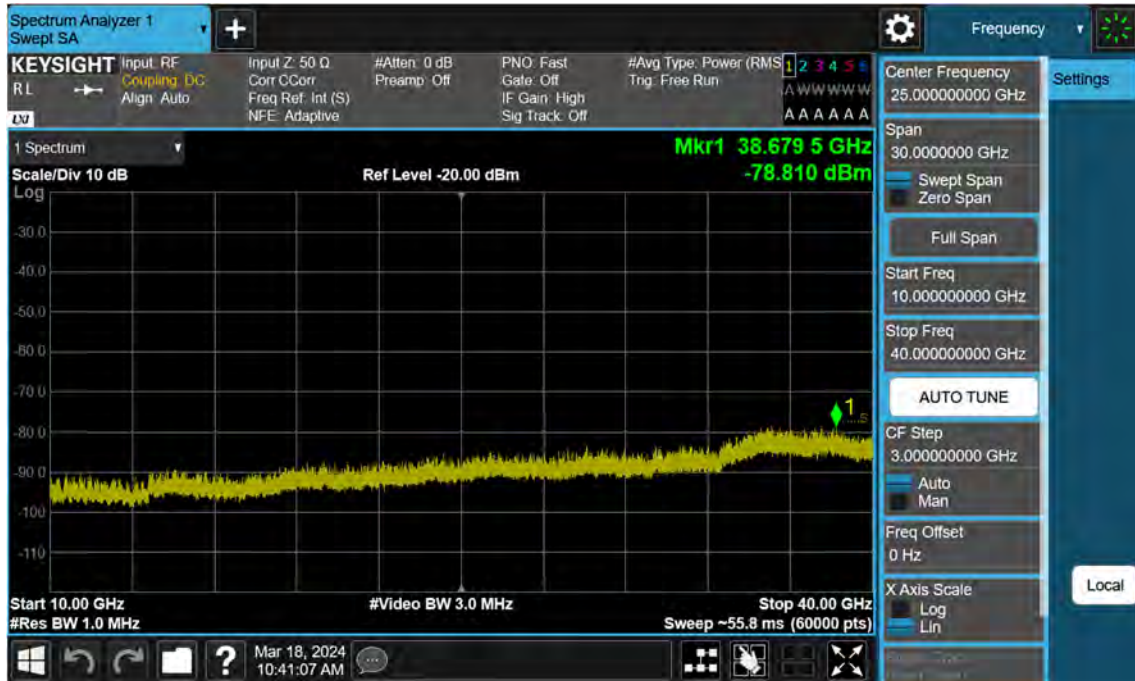 Spectrum Analyzer 1
Swept SA
Frequency
KEYSIGHT
RL
LXI
Input: RF
Coupling: DC
Align: Auto
Input Z: 50 Ω
Corr CCorr
Freq Ref: Int (S)
NFE: Adaptive
#Atten: 0 dB
Preamp: Off
PNO: Fast
Gate: Off
IF Gain: High
Sig Track: Off
#Avg Type: Power (RMS
Trig: Free Run
1 2 3 4 5 6
A W W W W W
A A A A A A
1 Spectrum
Mkr1 38.679 5 GHz
Scale/Div 10 dB
Ref Level -20.00 dBm
-78.810 dBm
Log
-30.0
-40.0
-50.0
-60.0
-70.0
-80.0
-90.0
-100
-110
1
Start 10.00 GHz
#Video BW 3.0 MHz
Stop 40.00 GHz
#Res BW 1.0 MHz
Sweep ~55.8 ms (60000 pts)
Center Frequency
25.000000000 GHz
Span
30.0000000 GHz
Swept Span
Zero Span
Full Span
Start Freq
10.000000000 GHz
Stop Freq
40.000000000 GHz
AUTO TUNE
CF Step
3.000000000 GHz
Auto
Man
Freq Offset
0 Hz
X Axis Scale
Log
Lin
Settings
Local
?
Mar 18, 2024
10:41:07 AM